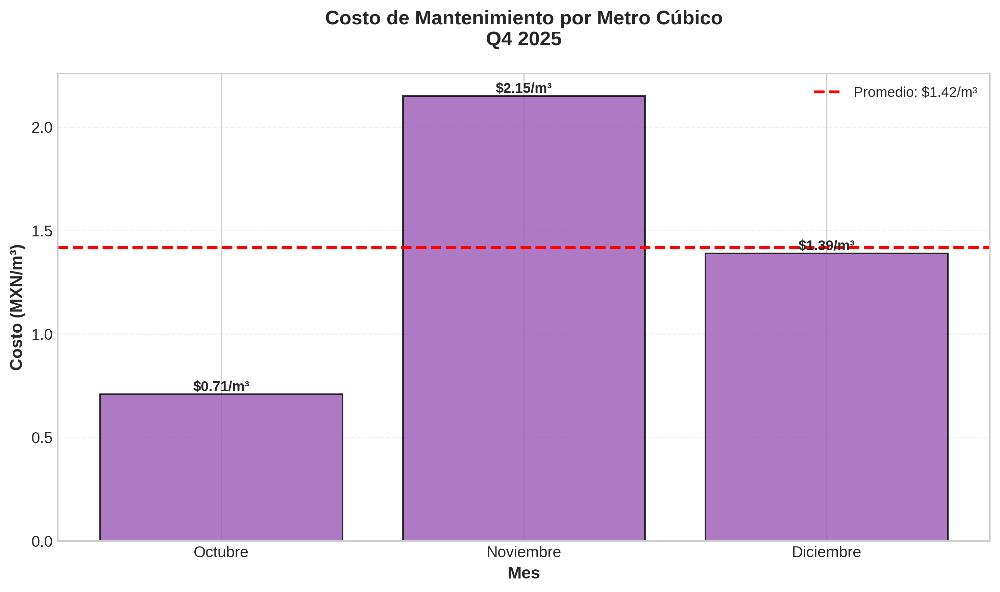 Costo de Mantenimiento por Metro Cúbico
Q4 2025
$2.15/m³
Promedio: $1.42/m³
2.0
1.5
$1.39/m³
1.0
$0.71/m³
0.5
0.0
Costo (MXN/m³)
Octubre
Noviembre
Diciembre
Mes